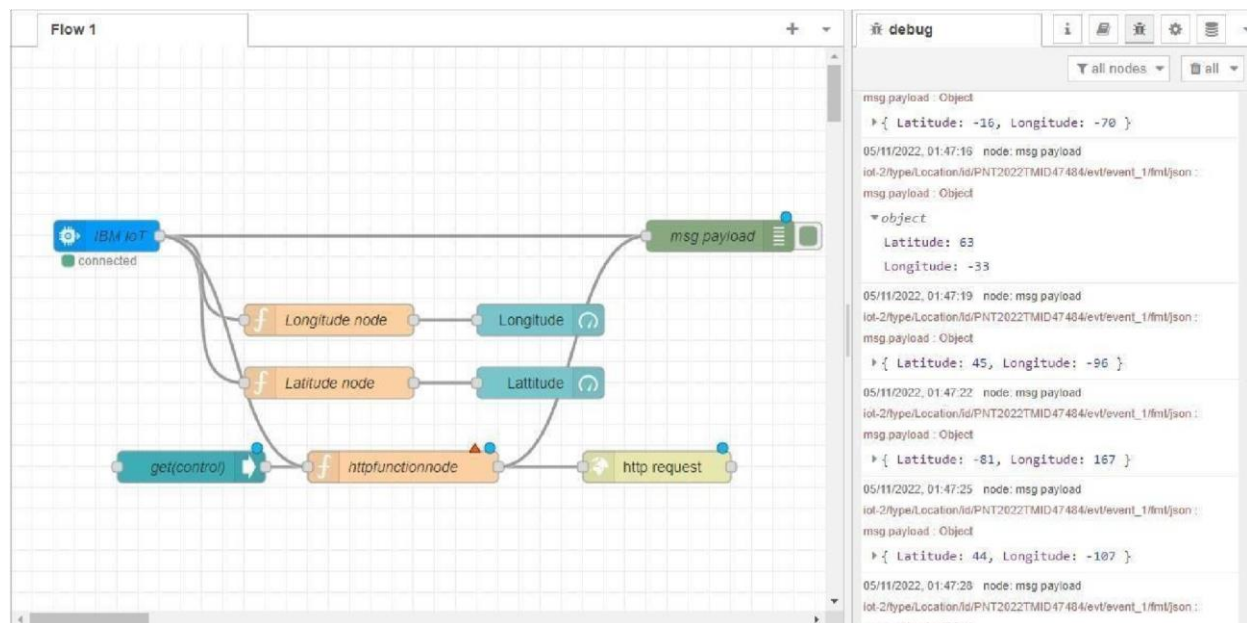 Flow 1
IBM IoT
connected
msg payload
Longitude node
Longitude
Latitude node
Lattitude
get(control)
httpfunctionnode
http request
debug
i
all nodes
all
msg payload : Object
{ Latitude: -16, Longitude: -70 }
05/11/2022, 01:47:16 node: msg payload
iot-2/type/Location/id/PNT2022TMID47484/evt/event_1/fmt/json :
msg payload : Object
object
Latitude: 63
Longitude: -33
05/11/2022, 01:47:19 node: msg payload
iot-2/type/Location/id/PNT2022TMID47484/evt/event_1/fmt/json :
msg payload : Object
{ Latitude: 45, Longitude: -96 }
05/11/2022, 01:47:22 node: msg payload
iot-2/type/Location/id/PNT2022TMID47484/evt/event_1/fmt/json :
msg payload : Object
{ Latitude: -81, Longitude: 167 }
05/11/2022, 01:47:25 node: msg payload
iot-2/type/Location/id/PNT2022TMID47484/evt/event_1/fmt/json :
msg payload : Object
{ Latitude: 44, Longitude: -107 }
05/11/2022, 01:47:28 node: msg payload
iot-2/type/Location/id/PNT2022TMID47484/evt/event_1/fmt/json :